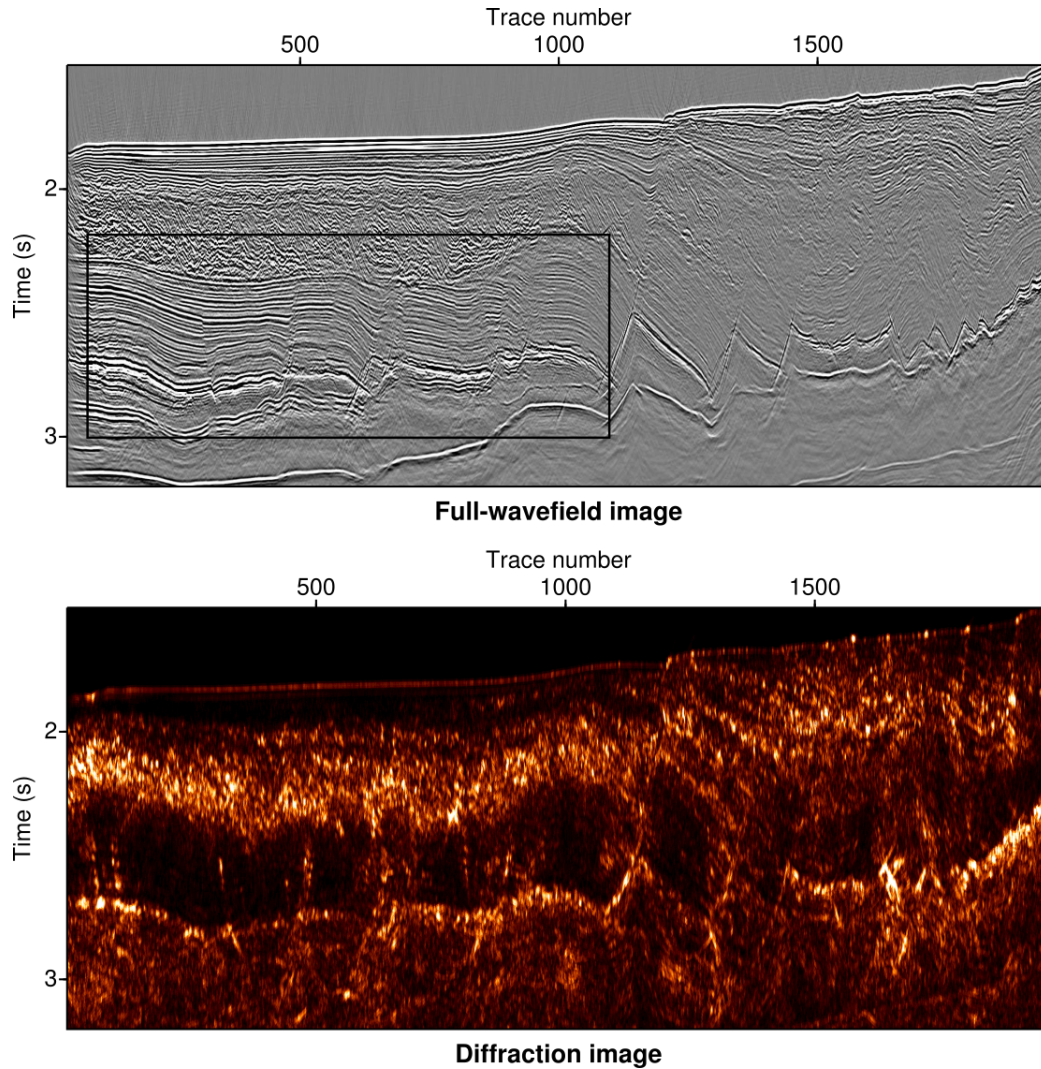 Trace number
500 1000 1500
Time (s)
2
3
Full-wavefield image
Trace number
500 1000 1500
Time (s)
2
3
Diffraction image